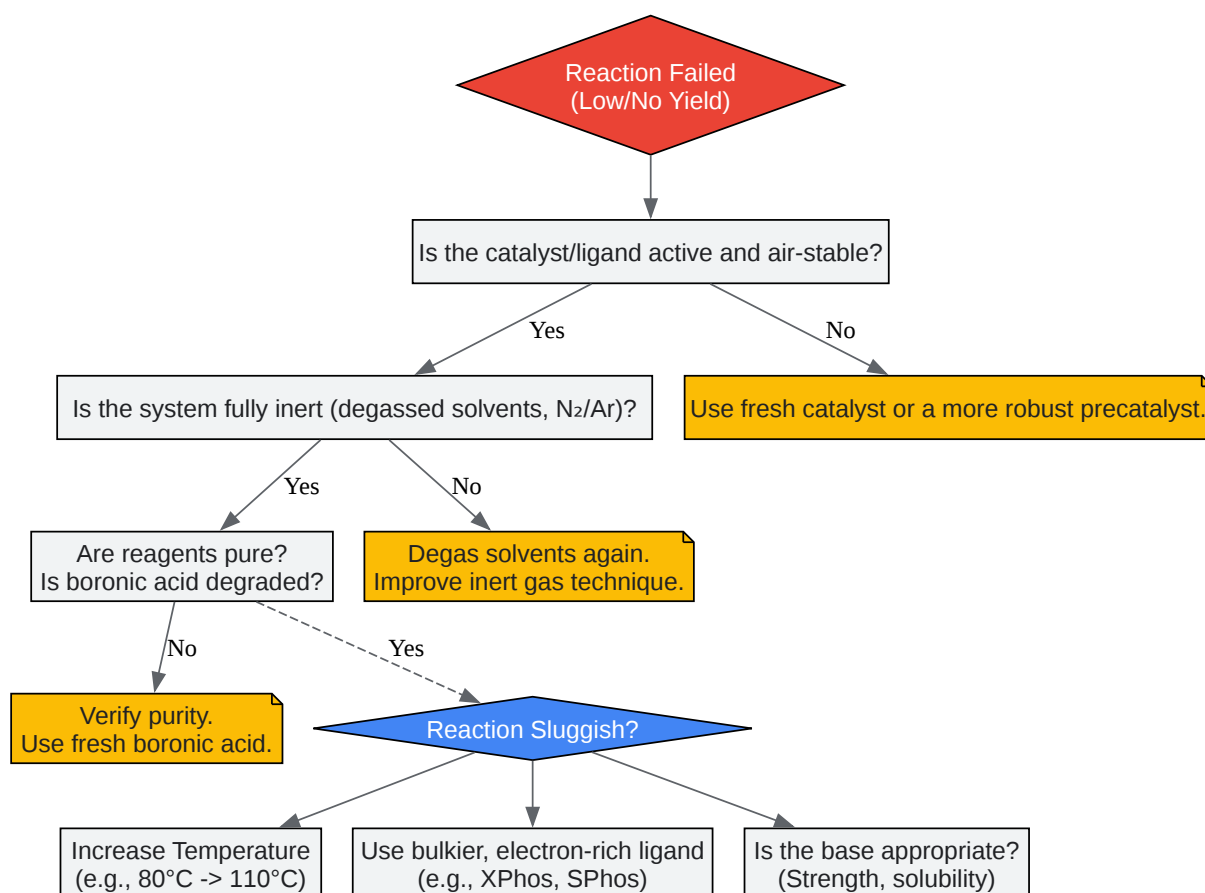 Reaction Failed
(Low/No Yield)
Is the catalyst/ligand active and air-stable?
Yes
No
Is the system fully inert (degassed solvents, N₂/Ar)?
Use fresh catalyst or a more robust precatalyst.
Yes
No
Are reagents pure?
Is boronic acid degraded?
Degas solvents again.
Improve inert gas technique.
No
Yes
Verify purity.
Use fresh boronic acid.
Reaction Sluggish?
Increase Temperature
(e.g., 80°C -> 110°C)
Use bulkier, electron-rich ligand
(e.g., XPhos, SPhos)
Is the base appropriate?
(Strength, solubility)